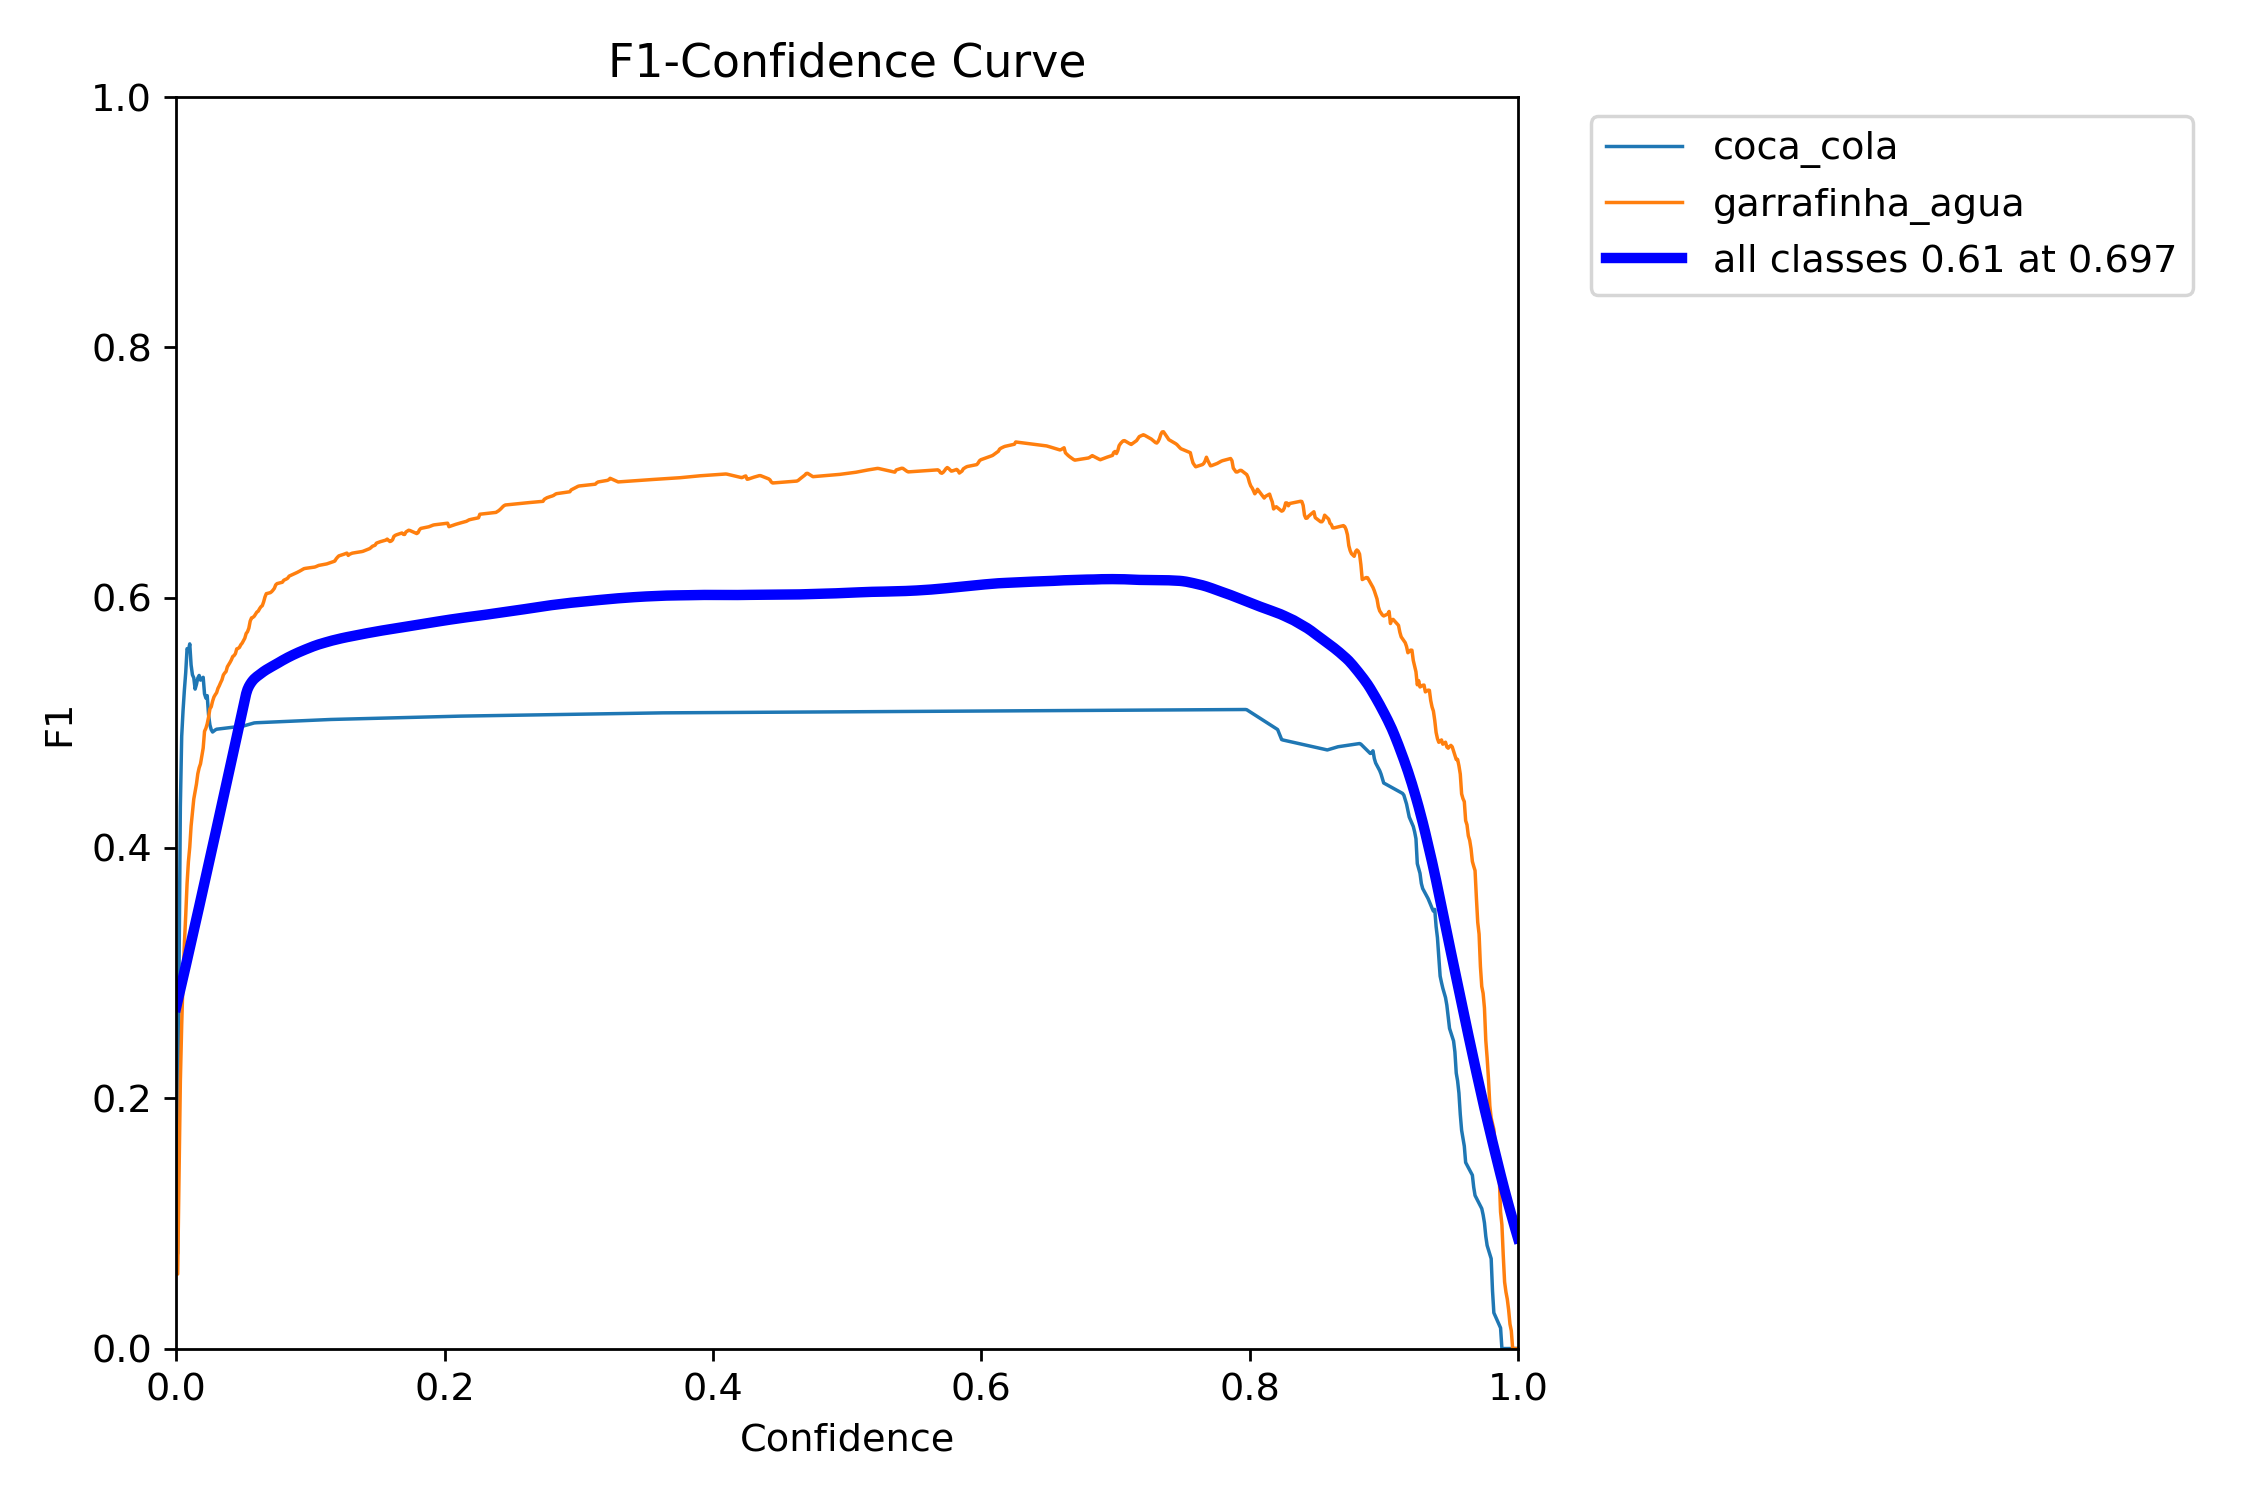 F1-Confidence Curve
coca_cola
garrafinha_agua
all classes 0.61 at 0.697
F1
1.0
0.8
0.6
0.4
0.2
0.0
0.0 0.2 0.4 0.6 0.8 1.0
Confidence